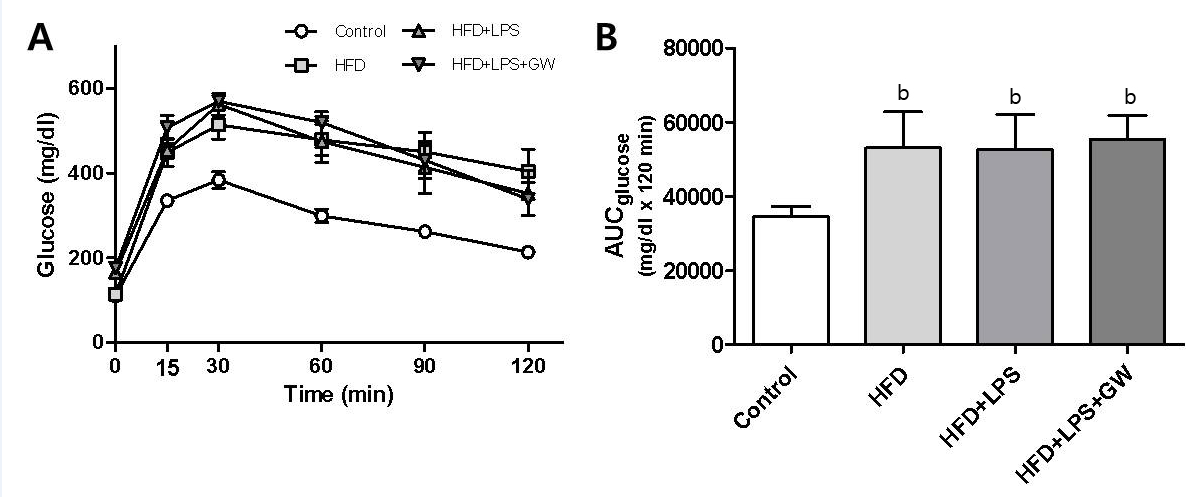 A
Control
HFD+LPS
HFD
HFD+LPS+GW
Glucose (mg/dl)
600
400
200
0
0 15 30 60 90 120
Time (min)
B
AUCglucose
(mg/dl x 120 min)
80000
60000
40000
20000
0
b b b
Control
HFD
HFD+LPS
HFD+LPS+GW